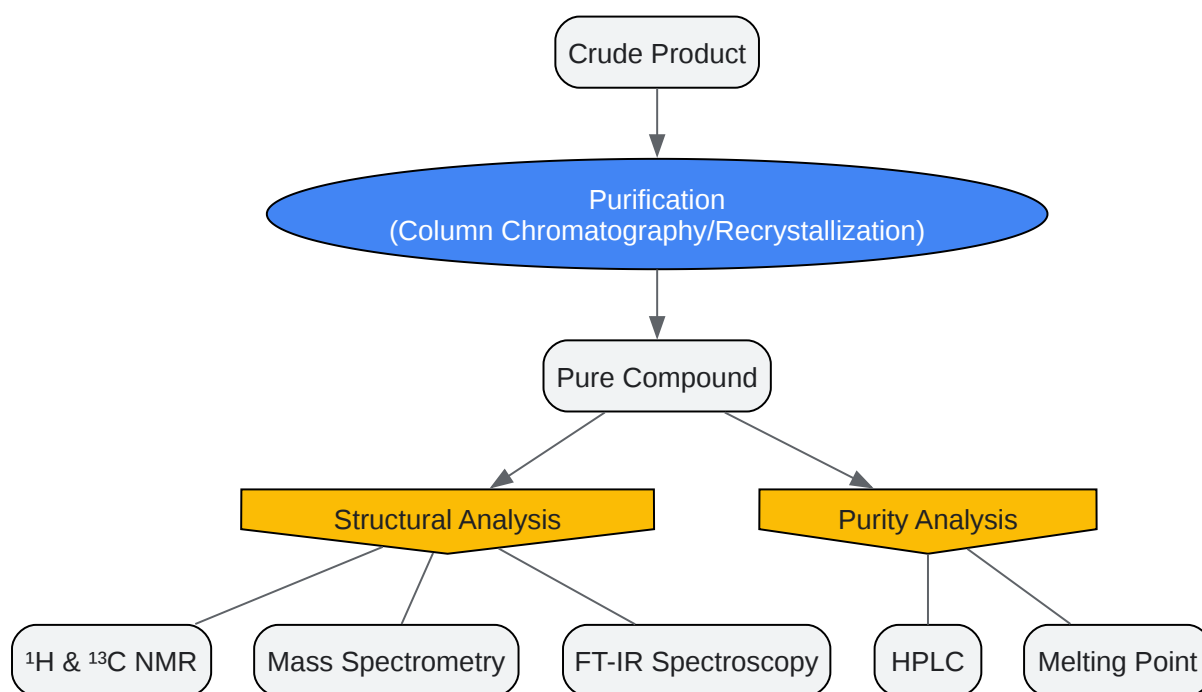 Crude Product
Purification
(Column Chromatography/Recrystallization)
Pure Compound
Structural Analysis
Purity Analysis
¹H & ¹³C NMR
Mass Spectrometry
FT-IR Spectroscopy
HPLC
Melting Point